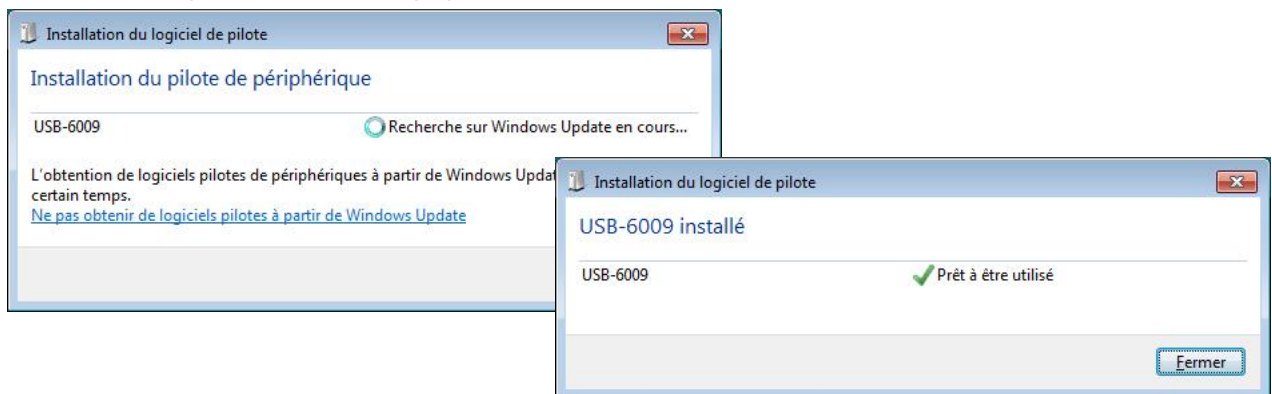 Installation du logiciel de pilote
Installation du pilote de périphérique
USB-6009 Recherche sur Windows Update en cours...
L'obtention de logiciels pilotes de périphériques à partir de Windows
certain temps.
Ne pas obtenir de logiciels pilotes à partir de Windows Update
Installation du logiciel de pilote
USB-6009 installé
USB-6009 Prêt à être utilisé
Fermer